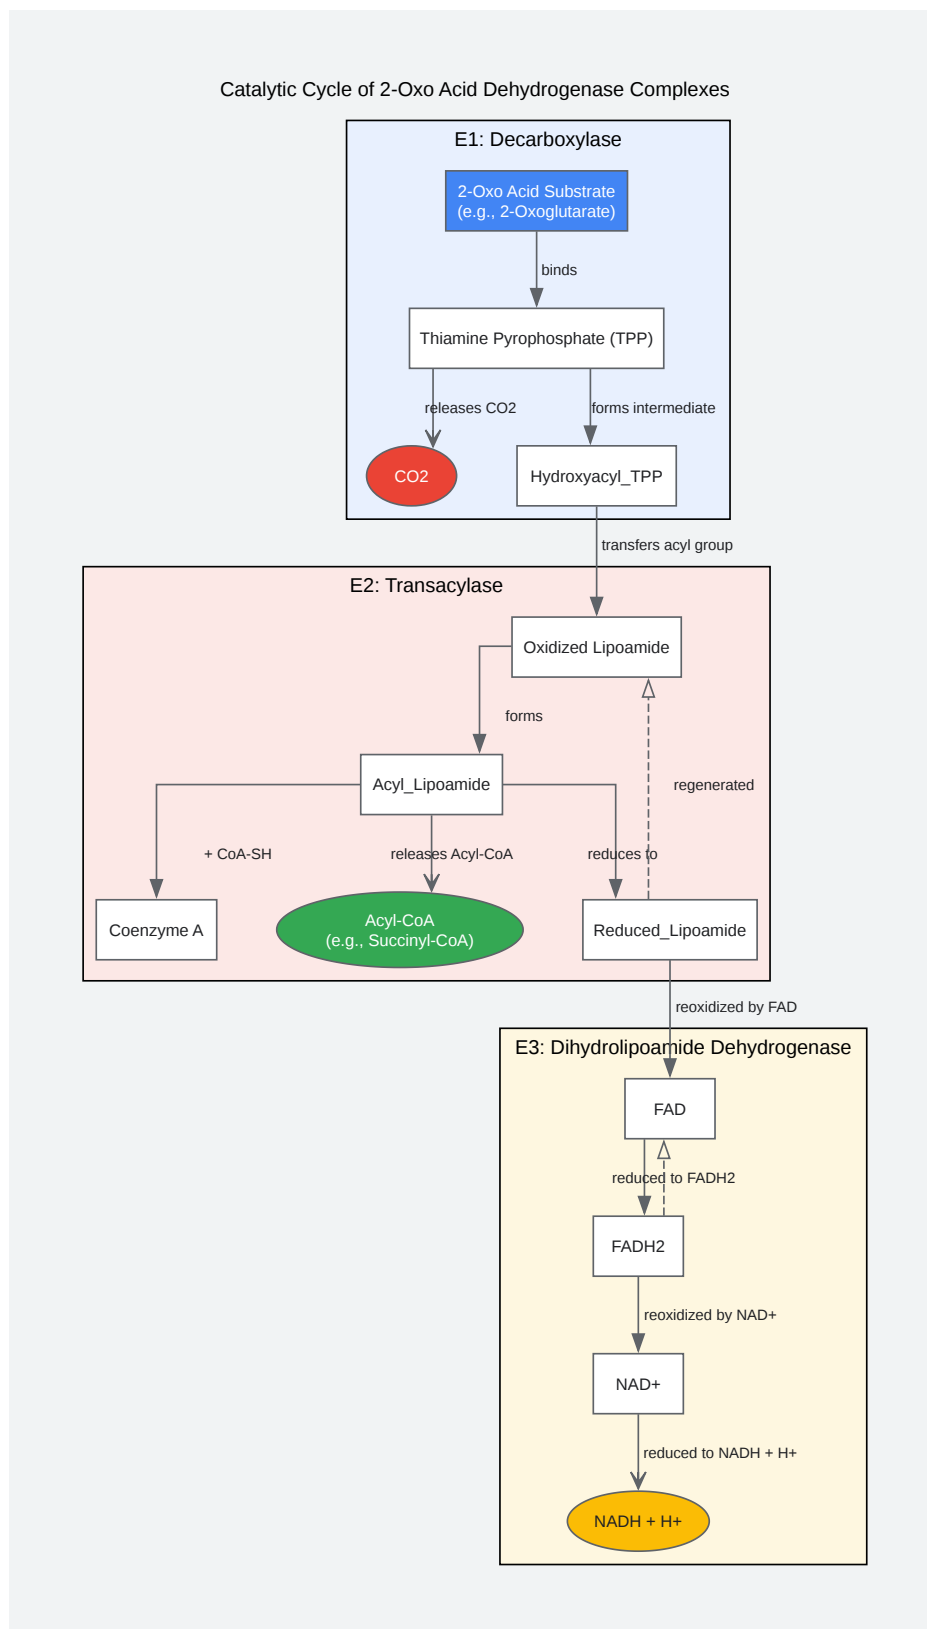 Catalytic Cycle of 2-Oxo Acid Dehydrogenase Complexes
E1: Decarboxylase
2-Oxo Acid Substrate
(e.g., 2-Oxoglutarate)
binds
Thiamine Pyrophosphate (TPP)
releases CO2
forms intermediate
CO2
Hydroxyacyl_TPP
transfers acyl group
E2: Transacylase
Oxidized Lipoamide
forms
Acyl_Lipoamide
regenerated
+ CoA-SH
releases Acyl-CoA
reduces to
Coenzyme A
Acyl-CoA
(e.g., Succinyl-CoA)
Reduced_Lipoamide
reoxidized by FAD
E3: Dihydrolipoamide Dehydrogenase
FAD
reduced to FADH2
FADH2
reoxidized by NAD+
NAD+
reduced to NADH + H+
NADH + H+